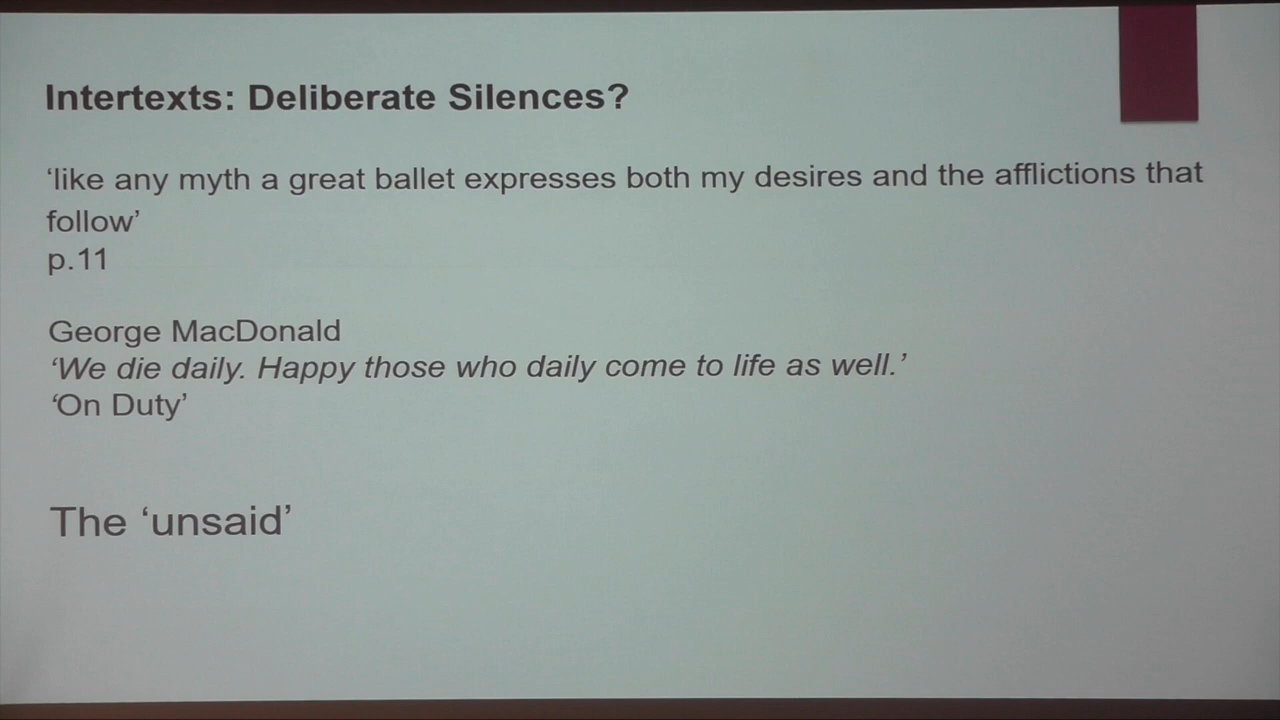 Intertexts: Deliberate Silences?
‘like any myth a great ballet expresses both my desires and the afflictions that
follow’
p.11
George MacDonald
‘We die daily. Happy those who daily come to life as well.’
‘On Duty’
The ‘unsaid’